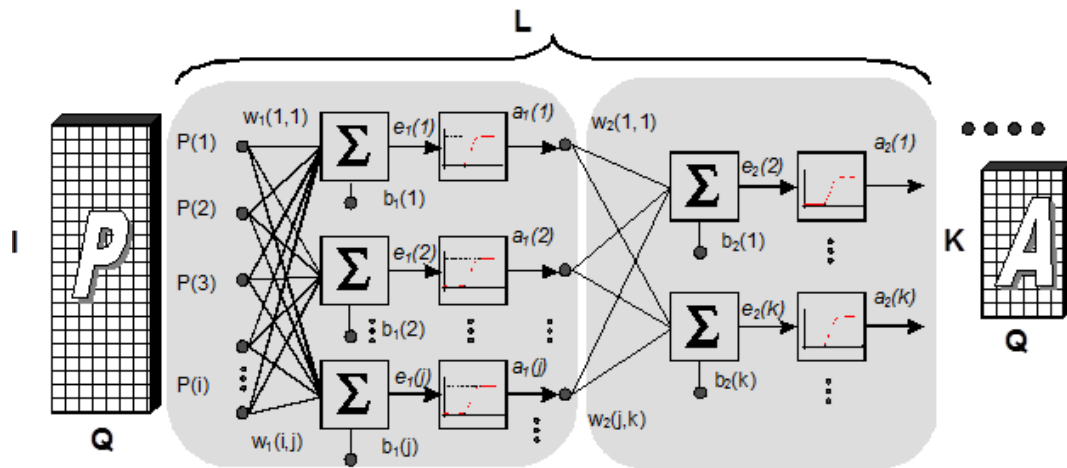 L
w₁(1,1) e₁(1) a₁(1) w₂(1,1)
P(1) Σ a₂(1)
P(2) b₁(1) Σ e₂(2)
I P e₁(2) a₁(2) K A
P(3) Σ b₂(1)
b₁(2) e₂(k) a₂(k)
P(i) e₁(j) a₁(j) Σ Q
Σ b₂(k)
Q w₁(i,j) b₁(j) w₂(j,k)